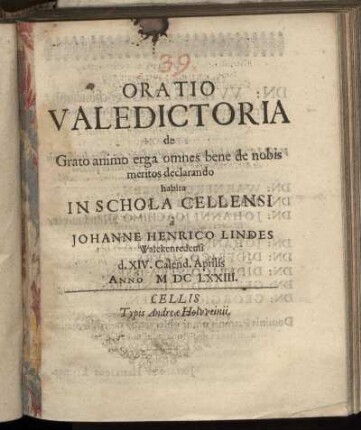 39.
ORATIO
VALEDICTORIA
de
Grato animo erga omnes bene de nobis
meritos declarando
habita
IN SCHOLA CELLENSI
à
JOHANNE HENRICO LINDES
Walckenredensi
d. XIV. Calend. Aprilis
ANNO M DC LXXIII.
CELLIS
Typis Andreæ Holvveinii,